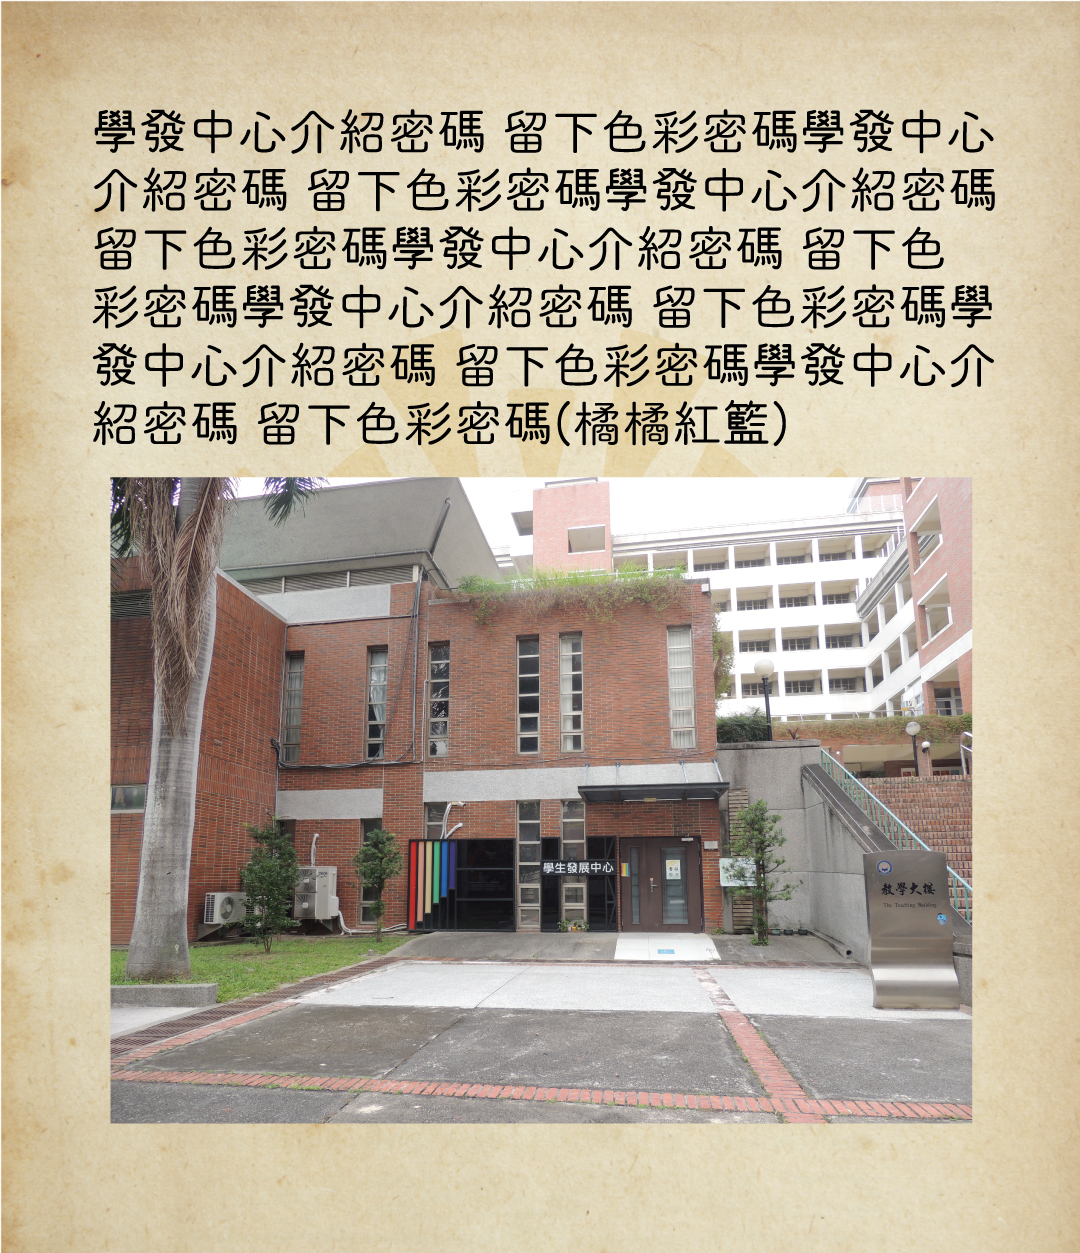 學發中心介紹密碼 留下色彩密碼學發中心
介紹密碼 留下色彩密碼學發中心介紹密碼
留下色彩密碼學發中心介紹密碼 留下色
彩密碼學發中心介紹密碼 留下色彩密碼學
發中心介紹密碼 留下色彩密碼學發中心介
紹密碼 留下色彩密碼(橘橘紅籃)
學生發展中心
教學大樓
The Teaching Building